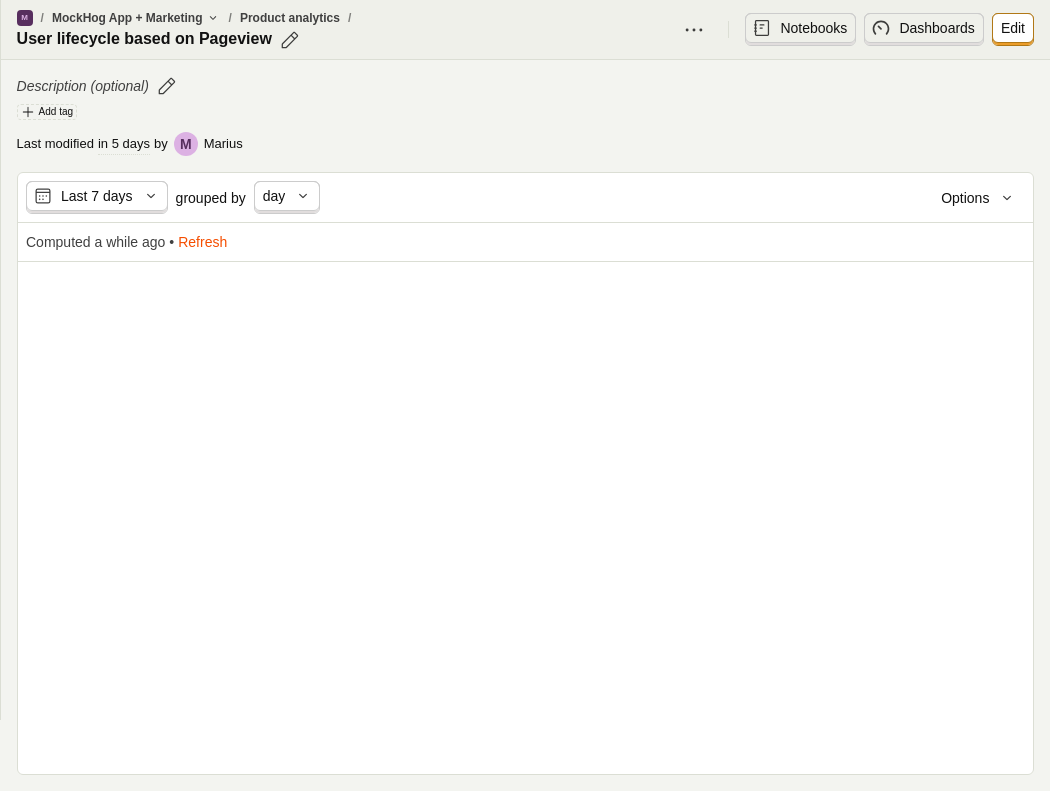 M / MockHog App + Marketing / Product analytics /
User lifecycle based on Pageview
Notebooks
Dashboards
Edit
Description (optional)
Add tag
Last modified in 5 days by M Marius
Last 7 days grouped by day
Options
Computed a while ago • Refresh